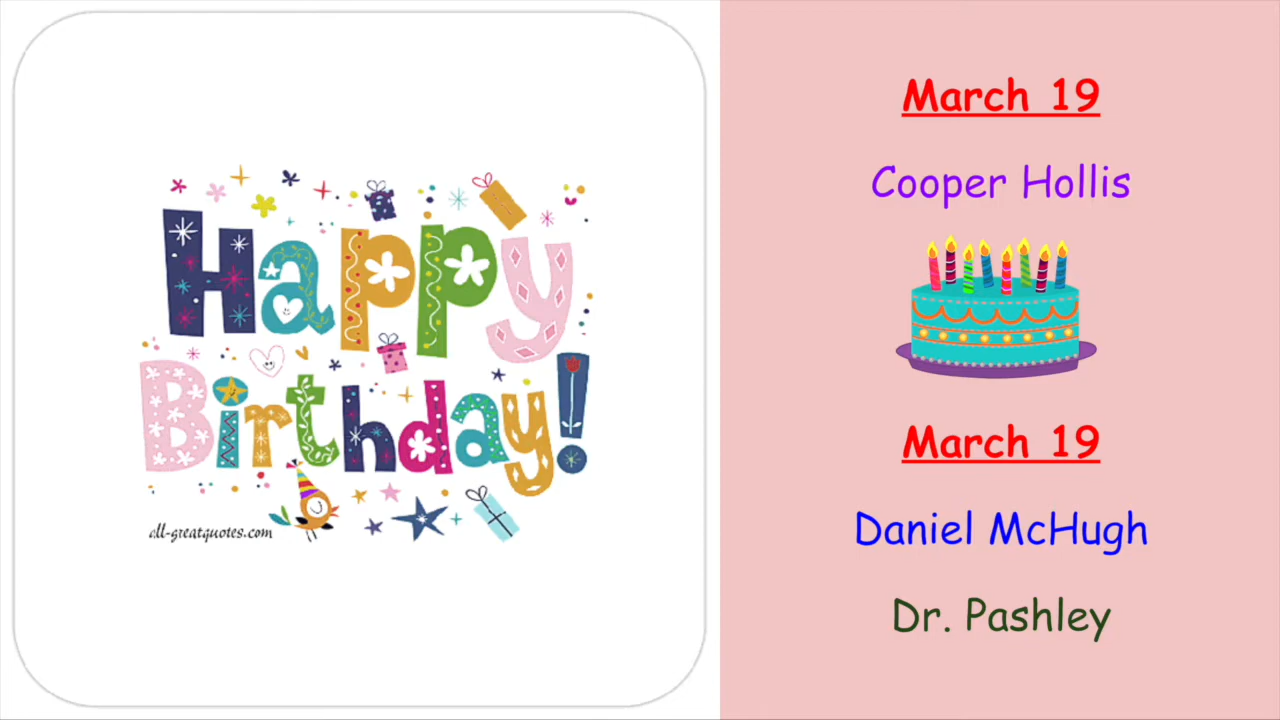 Happy
Birthday!
all-greatquotes.com
March 19
Cooper Hollis
March 19
Daniel McHugh
Dr. Pashley